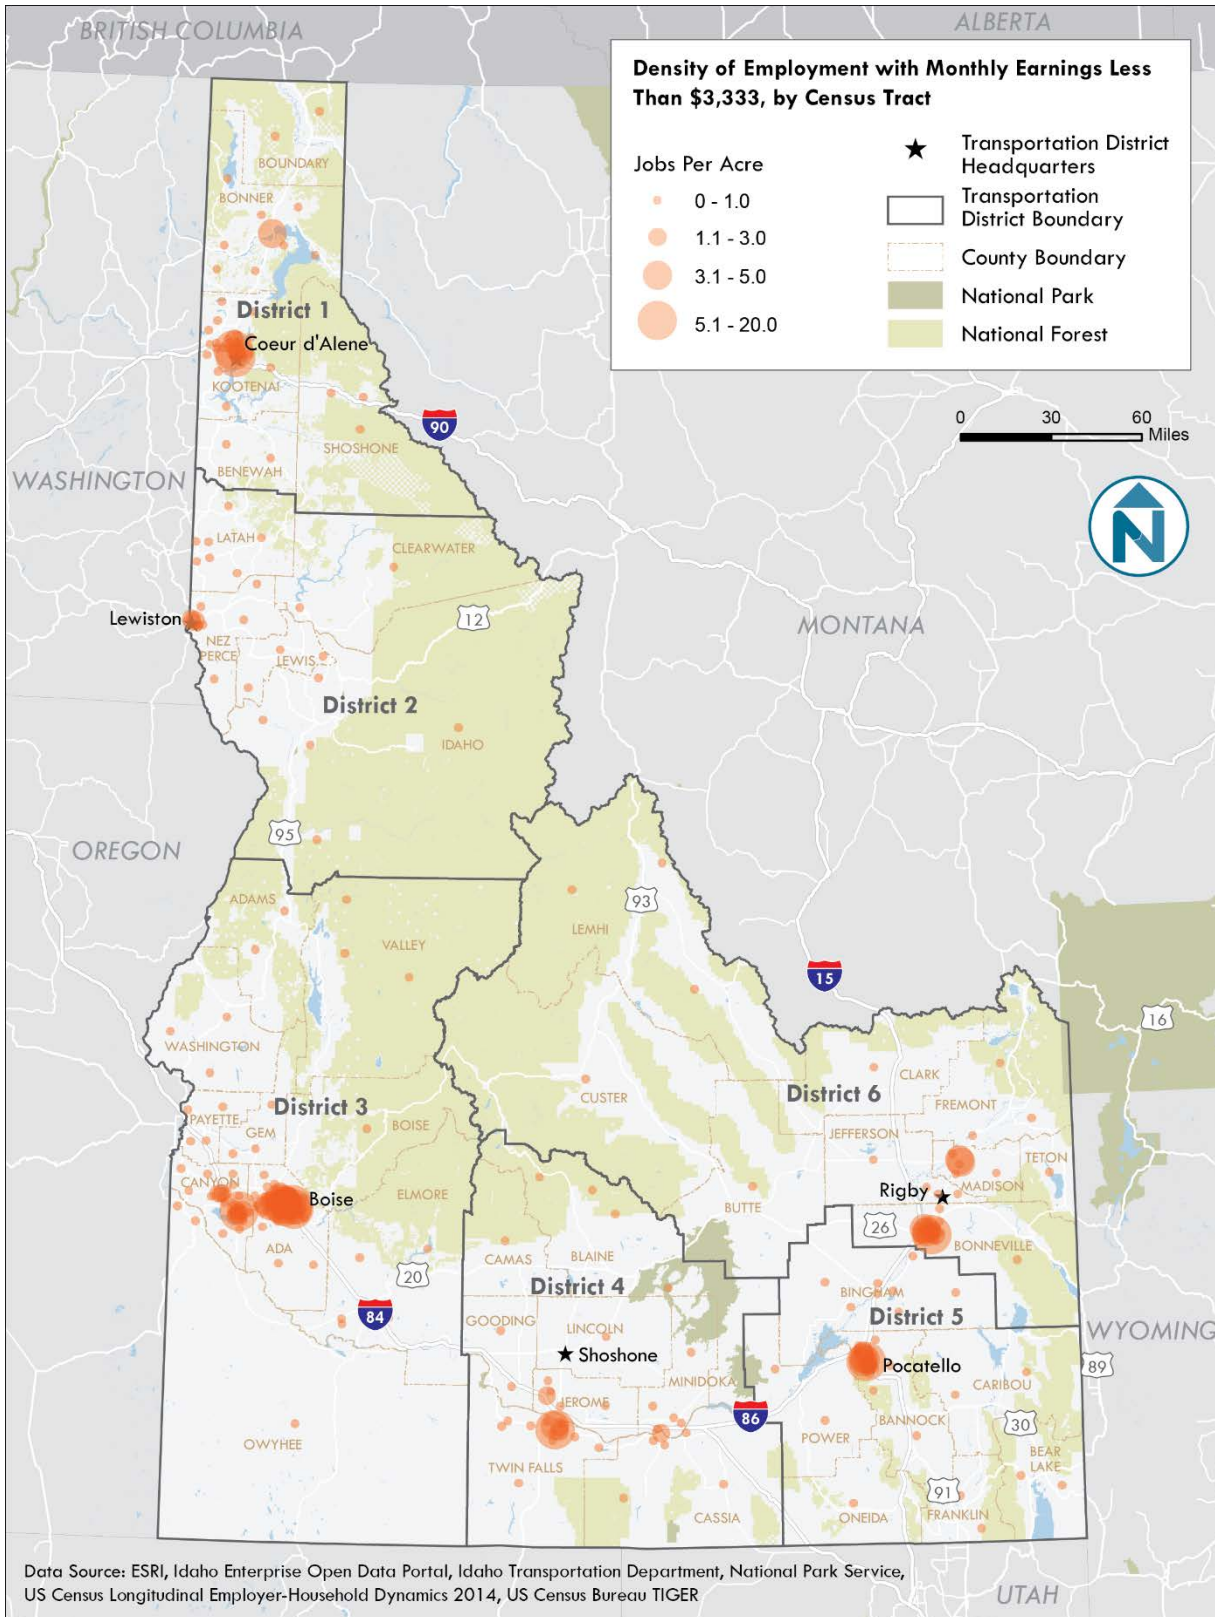 BRITISH COLUMBIA
ALBERTA
Density of Employment with Monthly Earnings Less
Than $3,333, by Census Tract
Jobs Per Acre
0 - 1.0
1.1 - 3.0
3.1 - 5.0
5.1 - 20.0
Transportation District
Headquarters
Transportation
District Boundary
County Boundary
National Park
National Forest
0 30 60
Miles
N
BOUNDARY
BONNER
District 1
Coeur d'Alene
KOOTENAI
90
SHOSHONE
BENEWAH
WASHINGTON
LATAH
CLEARWATER
Lewiston
12
NEZ
PERCE
LEWIS
MONTANA
District 2
IDAHO
95
OREGON
ADAMS
93
LEMHI
VALLEY
15
16
WASHINGTON
CLARK
CUSTER
District 6
FREMONT
District 3
PAYETTE
GEM
BOISE
JEFFERSON
TETON
CANYON
MADISON
Rigby
Boise
ELMORE
BUTTE
26
BONNEVILLE
ADA
CAMAS
BLAINE
20
District 4
BINGHAM
District 5
84
GOODING
LINCOLN
WYOMING
Shoshone
Pocatello
89
MINIDOKA
CARIBOU
JEROME
86
BANNOCK
30
OWYHEE
POWER
BEAR
LAKE
TWIN FALLS
91
CASSIA
ONEIDA
FRANKLIN
Data Source: ESRI, Idaho Enterprise Open Data Portal, Idaho Transportation Department, National Park Service,
US Census Longitudinal Employer-Household Dynamics 2014, US Census Bureau TIGER
UTAH